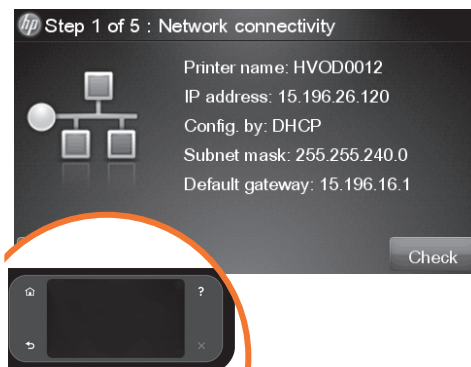 hp Step 1 of 5 : Network connectivity
Printer name: HVOD0012
IP address: 15.196.26.120
Config. by: DHCP
Subnet mask: 255.255.240.0
Default gateway: 15.196.16.1
Check
?